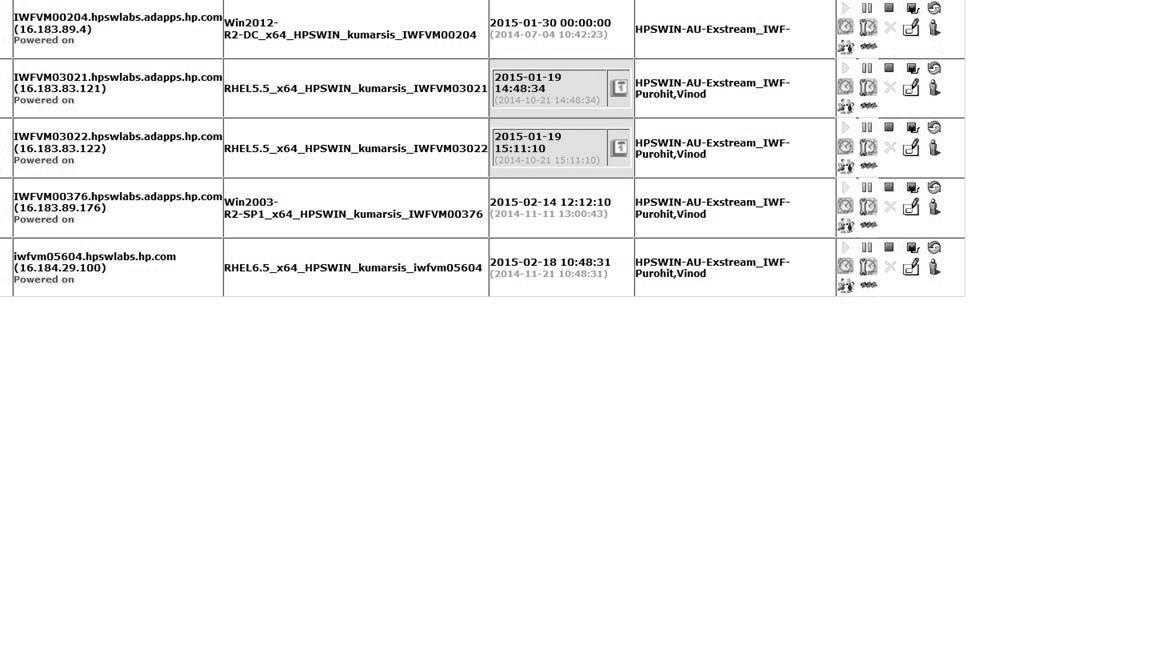 IWFVM00204.hpswlabs.adapps.hp.com
(16.183.89.4)
Powered on
Win2012-
R2-DC_x64_HPSWIN_kumarsis_IWFVM00204
2015-01-30 00:00:00
(2014-07-04 10:42:23)
HPSWIN-AU-Exstream_IWF-
IWFVM03021.hpswlabs.adapps.hp.com
(16.183.83.121)
Powered on
RHEL5.5_x64_HPSWIN_kumarsis_IWFVM03021
2015-01-19
14:48:34
(2014-10-21 14:48:34)
HPSWIN-AU-Exstream_IWF-
Purohit,Vinod
IWFVM03022.hpswlabs.adapps.hp.com
(16.183.83.122)
Powered on
RHEL5.5_x64_HPSWIN_kumarsis_IWFVM03022
2015-01-19
15:11:10
(2014-10-21 15:11:10)
HPSWIN-AU-Exstream_IWF-
Purohit,Vinod
IWFVM00376.hpswlabs.adapps.hp.com
(16.183.89.176)
Powered on
Win2003-
R2-SP1_x64_HPSWIN_kumarsis_IWFVM00376
2015-02-14 12:12:10
(2014-11-11 13:00:43)
HPSWIN-AU-Exstream_IWF-
Purohit,Vinod
iwfvm05604.hpswlabs.hp.com
(16.184.29.100)
Powered on
RHEL6.5_x64_HPSWIN_kumarsis_iwfvm05604
2015-02-18 10:48:31
(2014-11-21 10:48:31)
HPSWIN-AU-Exstream_IWF-
Purohit,Vinod